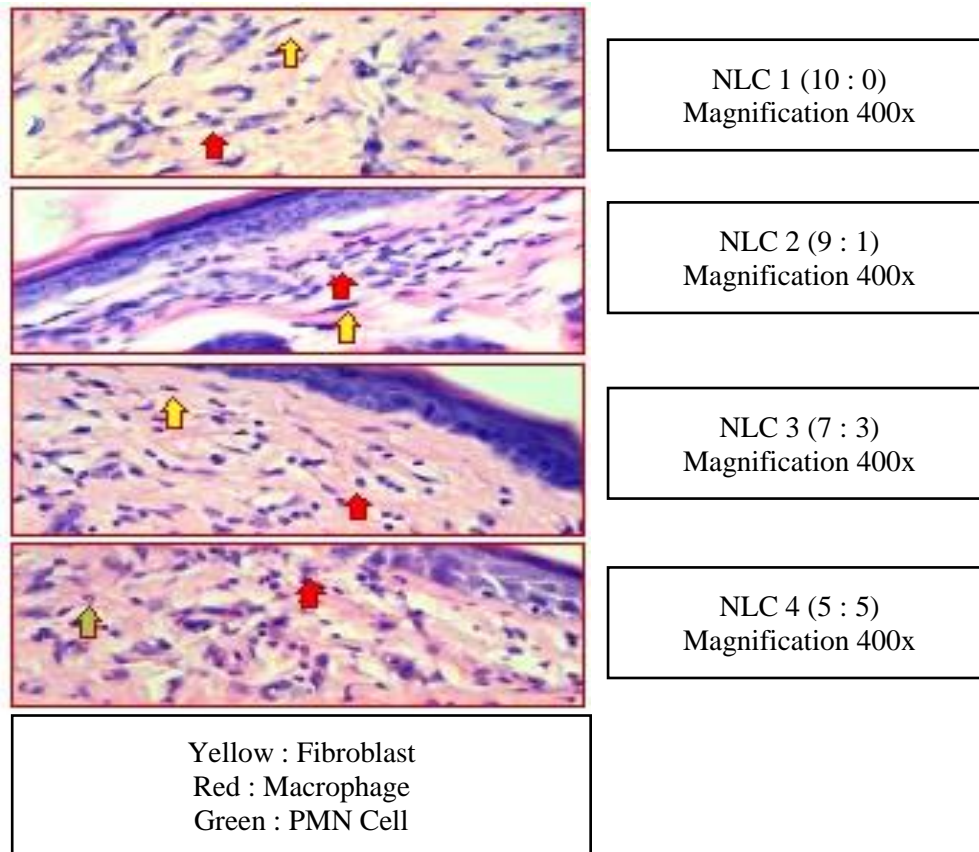 NLC 1 (10 : 0)
Magnification 400x
NLC 2 (9 : 1)
Magnification 400x
NLC 3 (7 : 3)
Magnification 400x
NLC 4 (5 : 5)
Magnification 400x
Yellow : Fibroblast
Red : Macrophage
Green : PMN Cell